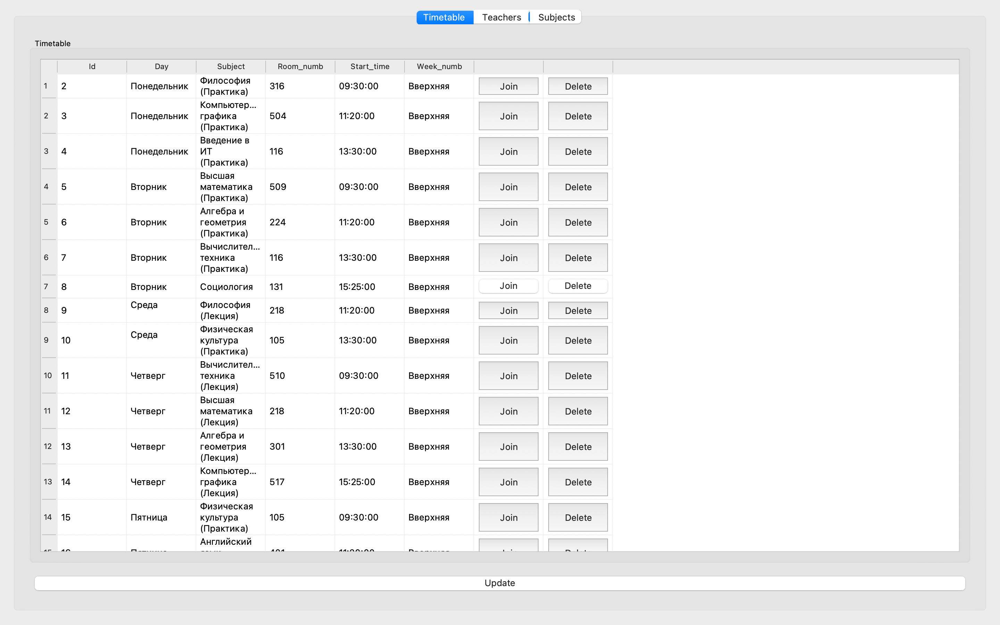 Timetable Teachers Subjects
Timetable
Id Day Subject Room_numb Start_time Week_numb
1 2 Понедельник Философия (Практика) 316 09:30:00 Вверхняя Join Delete
2 3 Понедельник Компьютер... графика (Практика) 504 11:20:00 Вверхняя Join Delete
3 4 Понедельник Введение в ИТ (Практика) 116 13:30:00 Вверхняя Join Delete
4 5 Вторник Высшая математика (Практика) 509 09:30:00 Вверхняя Join Delete
5 6 Вторник Алгебра и геометрия (Практика) 224 11:20:00 Вверхняя Join Delete
6 7 Вторник Вычислител... техника (Практика) 116 13:30:00 Вверхняя Join Delete
7 8 Вторник Социология 131 15:25:00 Вверхняя Join Delete
8 9 Среда Философия (Лекция) 218 11:20:00 Вверхняя Join Delete
9 10 Среда Физическая культура (Практика) 105 13:30:00 Вверхняя Join Delete
10 11 Четверг Вычислител... техника (Лекция) 510 09:30:00 Вверхняя Join Delete
11 12 Четверг Высшая математика (Лекция) 218 11:20:00 Вверхняя Join Delete
12 13 Четверг Алгебра и геометрия (Лекция) 301 13:30:00 Вверхняя Join Delete
13 14 Четверг Компьютер... графика (Лекция) 517 15:25:00 Вверхняя Join Delete
14 15 Пятница Физическая культура (Практика) 105 09:30:00 Вверхняя Join Delete
Английский
Update